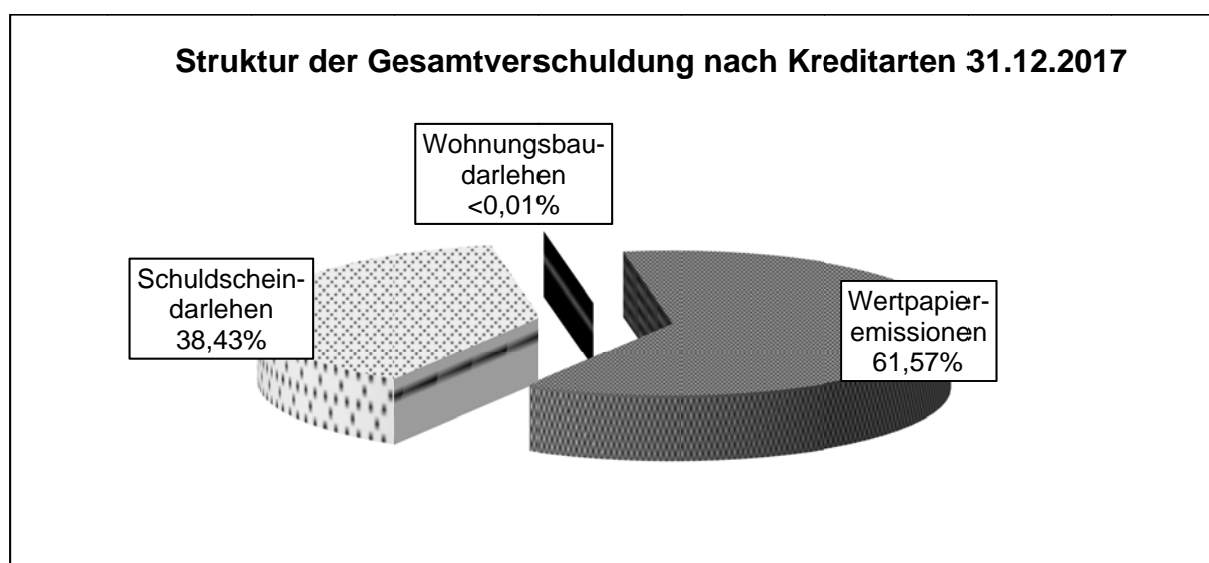 Struktur der Gesamtverschuldung nach Kreditarten 31.12.2017
Wohnungsbau-
darlehen
<0,01%
Schuldschein-
darlehen
38,43%
Wertpapier-
emissionen
61,57%